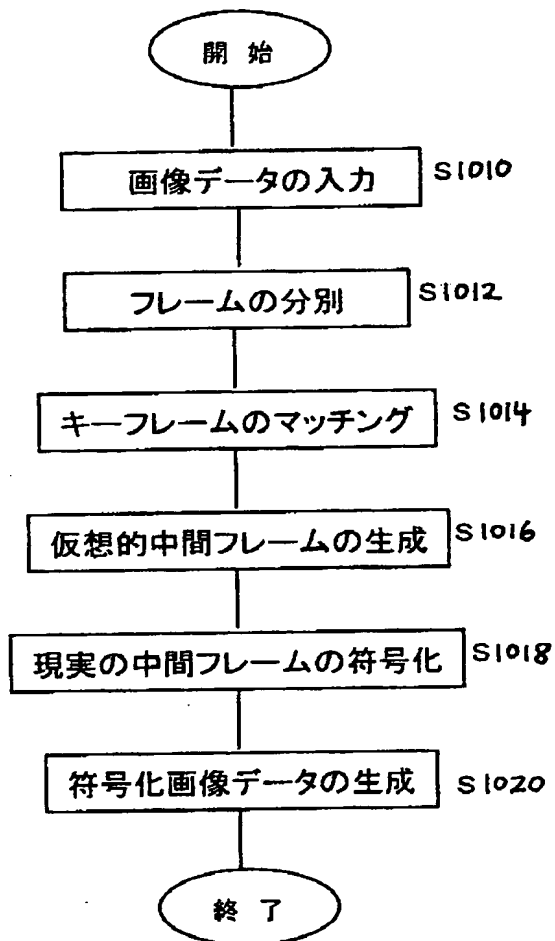 開始
画像データの入力 S1010
フレームの分別 S1012
キーフレームのマッチング S1014
仮想的中間フレームの生成 S1016
現実の中間フレームの符号化 S1018
符号化画像データの生成 S1020
終了